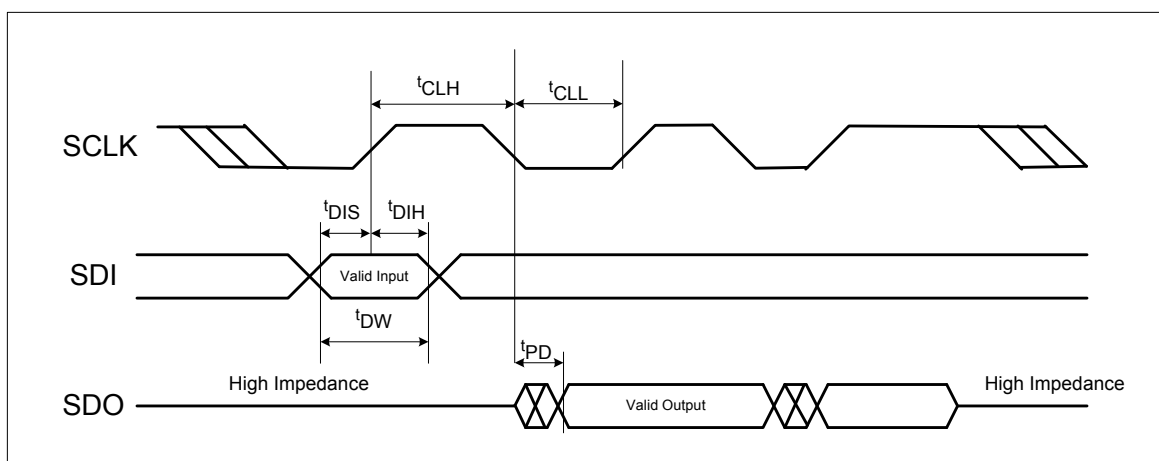 tCLH
tCLL
SCLK
tDIS
tDIH
SDI
Valid Input
tDW
tPD
High Impedance
High Impedance
SDO
Valid Output